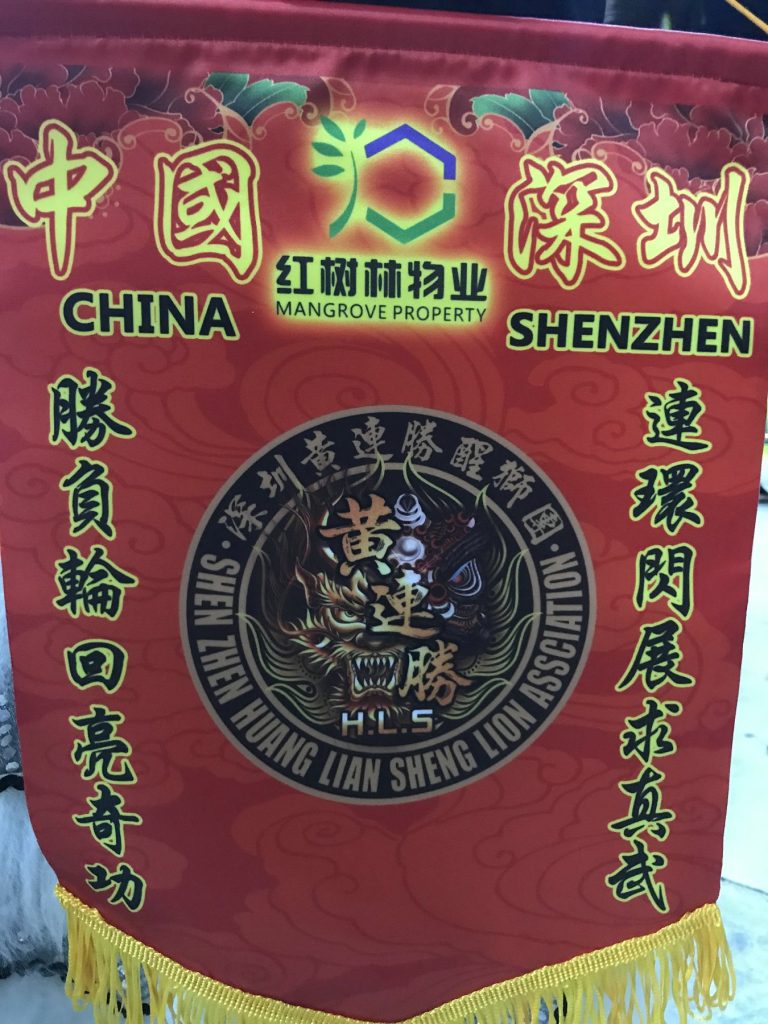 中國
CHINA
红树林物业
MANGROVE PROPERTY
深圳
SHENZHEN
連環閃展求真武
勝負輪回亮奇功
·深圳黃連勝醒獅團·
黃連勝
H.L.S.
SHEN ZHEN HUANG LIAN SHENG LION ASSCIATION